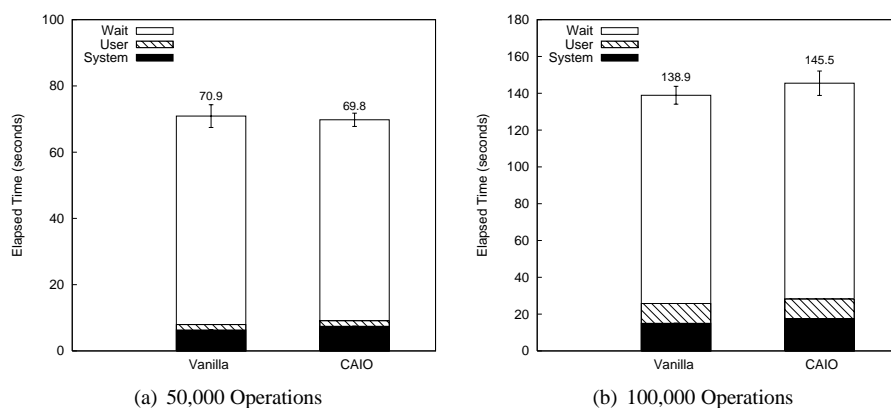 100
80
60
40
20
0
Elapsed Time (seconds)
Wait
User
System
70.9
69.8
Vanilla CAIO
(a) 50,000 Operations
180
160
140
120
100
80
60
40
20
0
Elapsed Time (seconds)
Wait
User
System
138.9
145.5
Vanilla CAIO
(b) 100,000 Operations